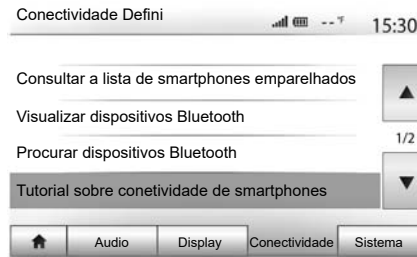 Conectividade Defini
-- °F 15:30
Consultar a lista de smartphones emparelhados
Visualizar dispositivos Bluetooth
1/2
Procurar dispositivos Bluetooth
Tutorial sobre conetividade de smartphones
Audio Display Conectividade Sistema